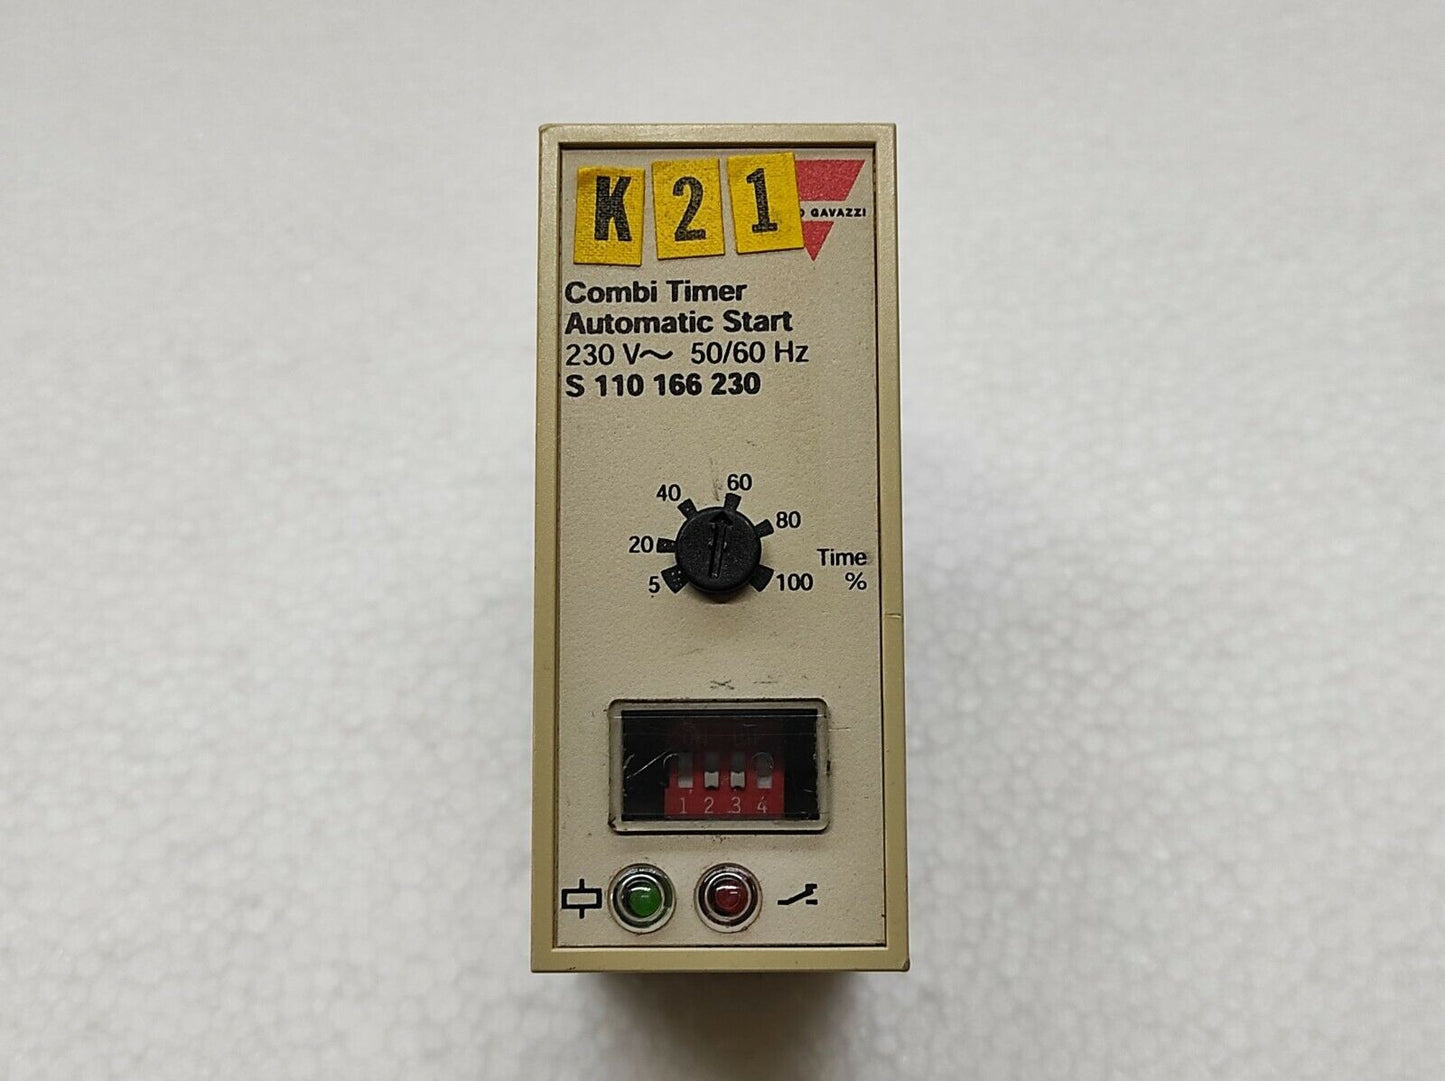 K21
GAVAZZI
Combi Timer
Automatic Start
230 V~ 50/60 Hz
S 110 166 230
60
40
80
20
Time
5
100
%
1 2 3 4